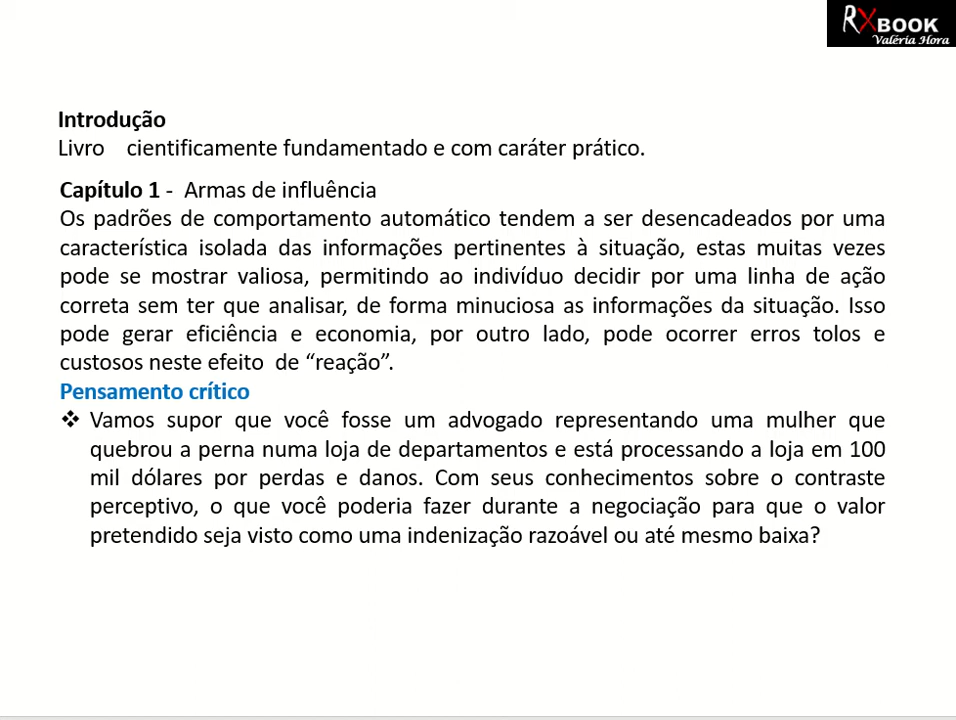 RXBOOK
Valéria Hora
Introdução
Livro cientificamente fundamentado e com caráter prático.
Capítulo 1 - Armas de influência
Os padrões de comportamento automático tendem a ser desencadeados por uma
característica isolada das informações pertinentes à situação, estas muitas vezes
pode se mostrar valiosa, permitindo ao indivíduo decidir por uma linha de ação
correta sem ter que analisar, de forma minuciosa as informações da situação. Isso
pode gerar eficiência e economia, por outro lado, pode ocorrer erros tolos e
custosos neste efeito de “reação”.
Pensamento crítico
❖ Vamos supor que você fosse um advogado representando uma mulher que
quebrou a perna numa loja de departamentos e está processando a loja em 100
mil dólares por perdas e danos. Com seus conhecimentos sobre o contraste
perceptivo, o que você poderia fazer durante a negociação para que o valor
pretendido seja visto como uma indenização razoável ou até mesmo baixa?